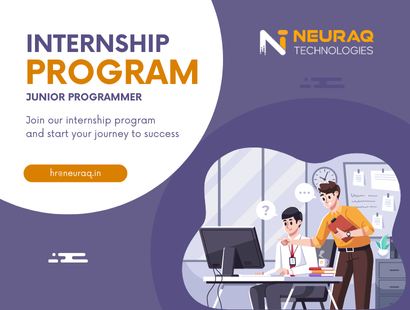 INTERNSHIP
PROGRAM
JUNIOR PROGRAMMER
Join our internship program
and start your journey to success
hr@neuraq.in
NEURAQ
TECHNOLOGIES
?